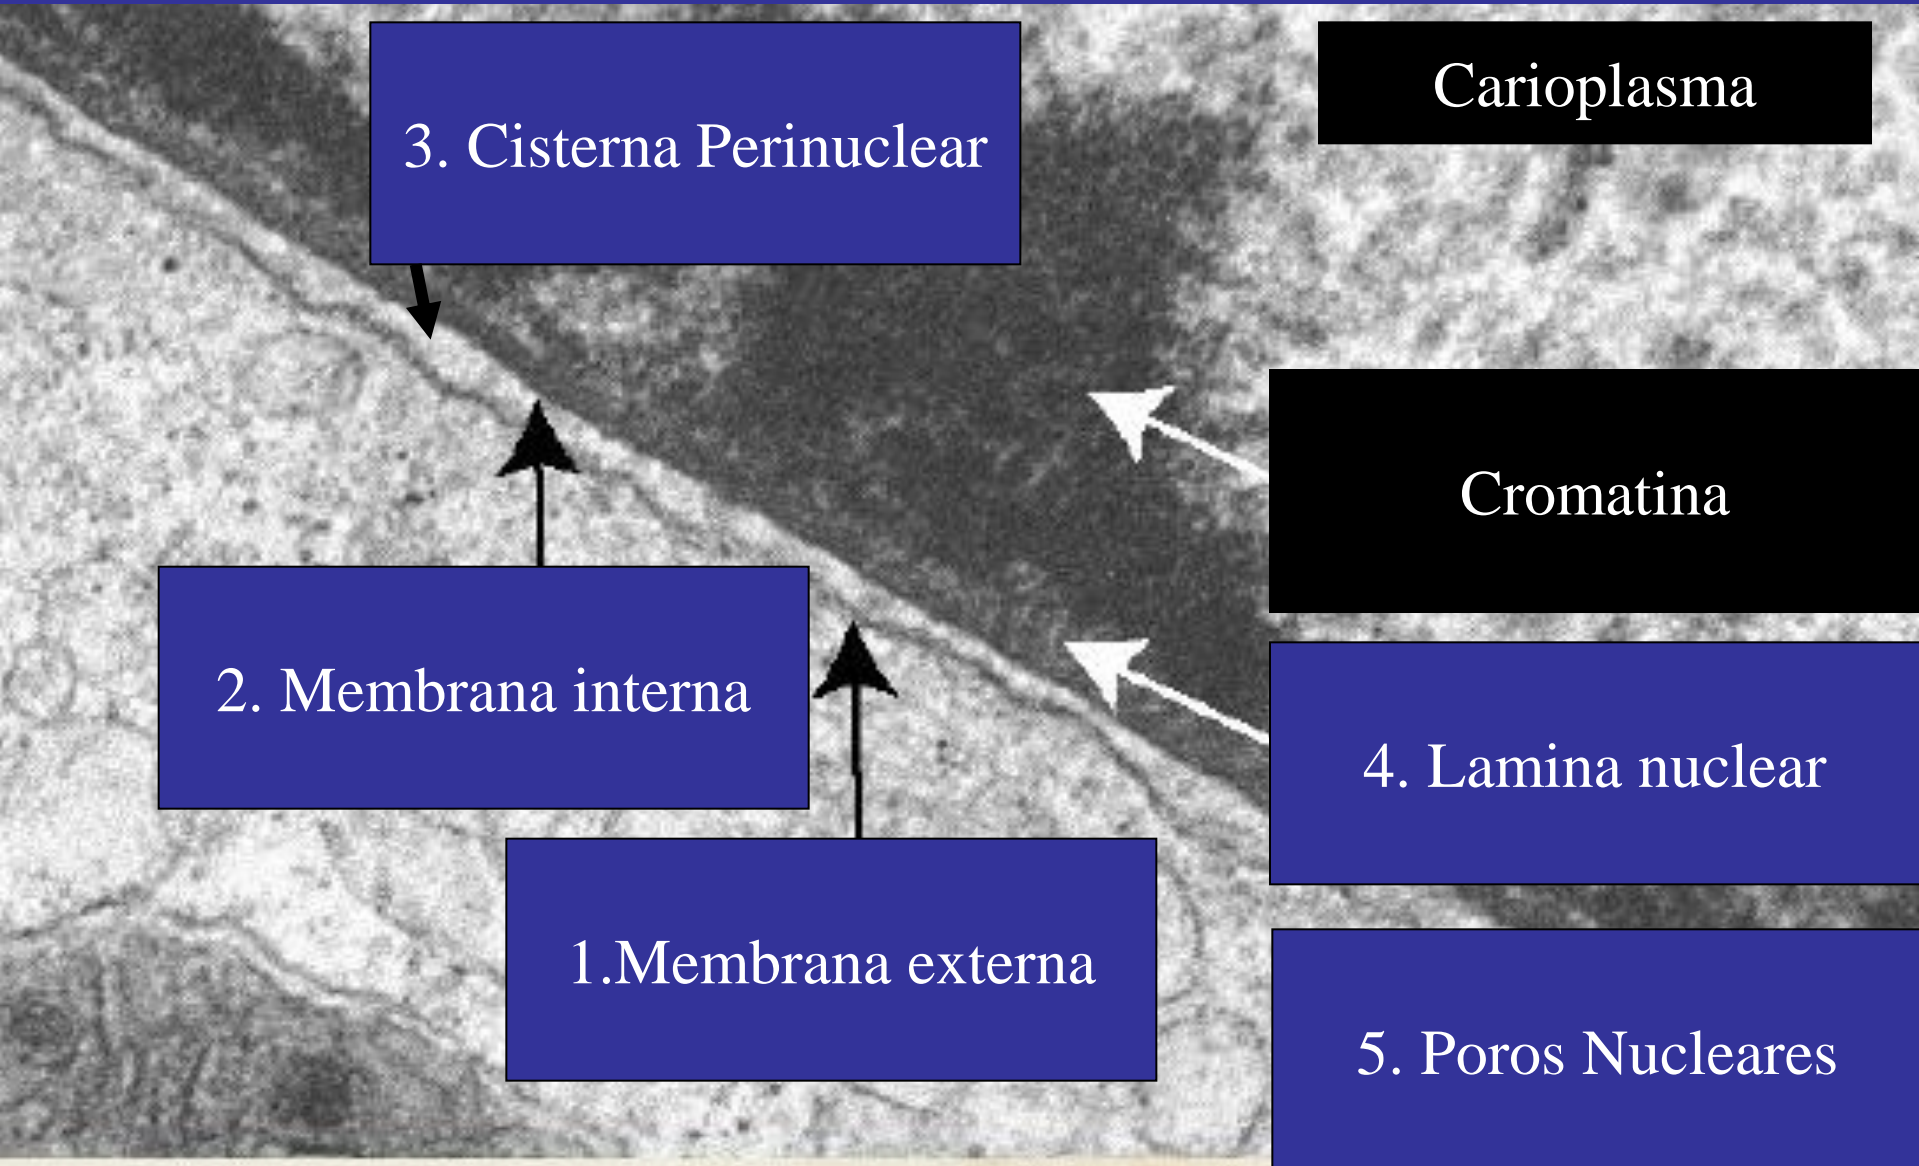 3. Cisterna Perinuclear
Carioplasma
Cromatina
2. Membrana interna
4. Lamina nuclear
1.Membrana externa
5. Poros Nucleares